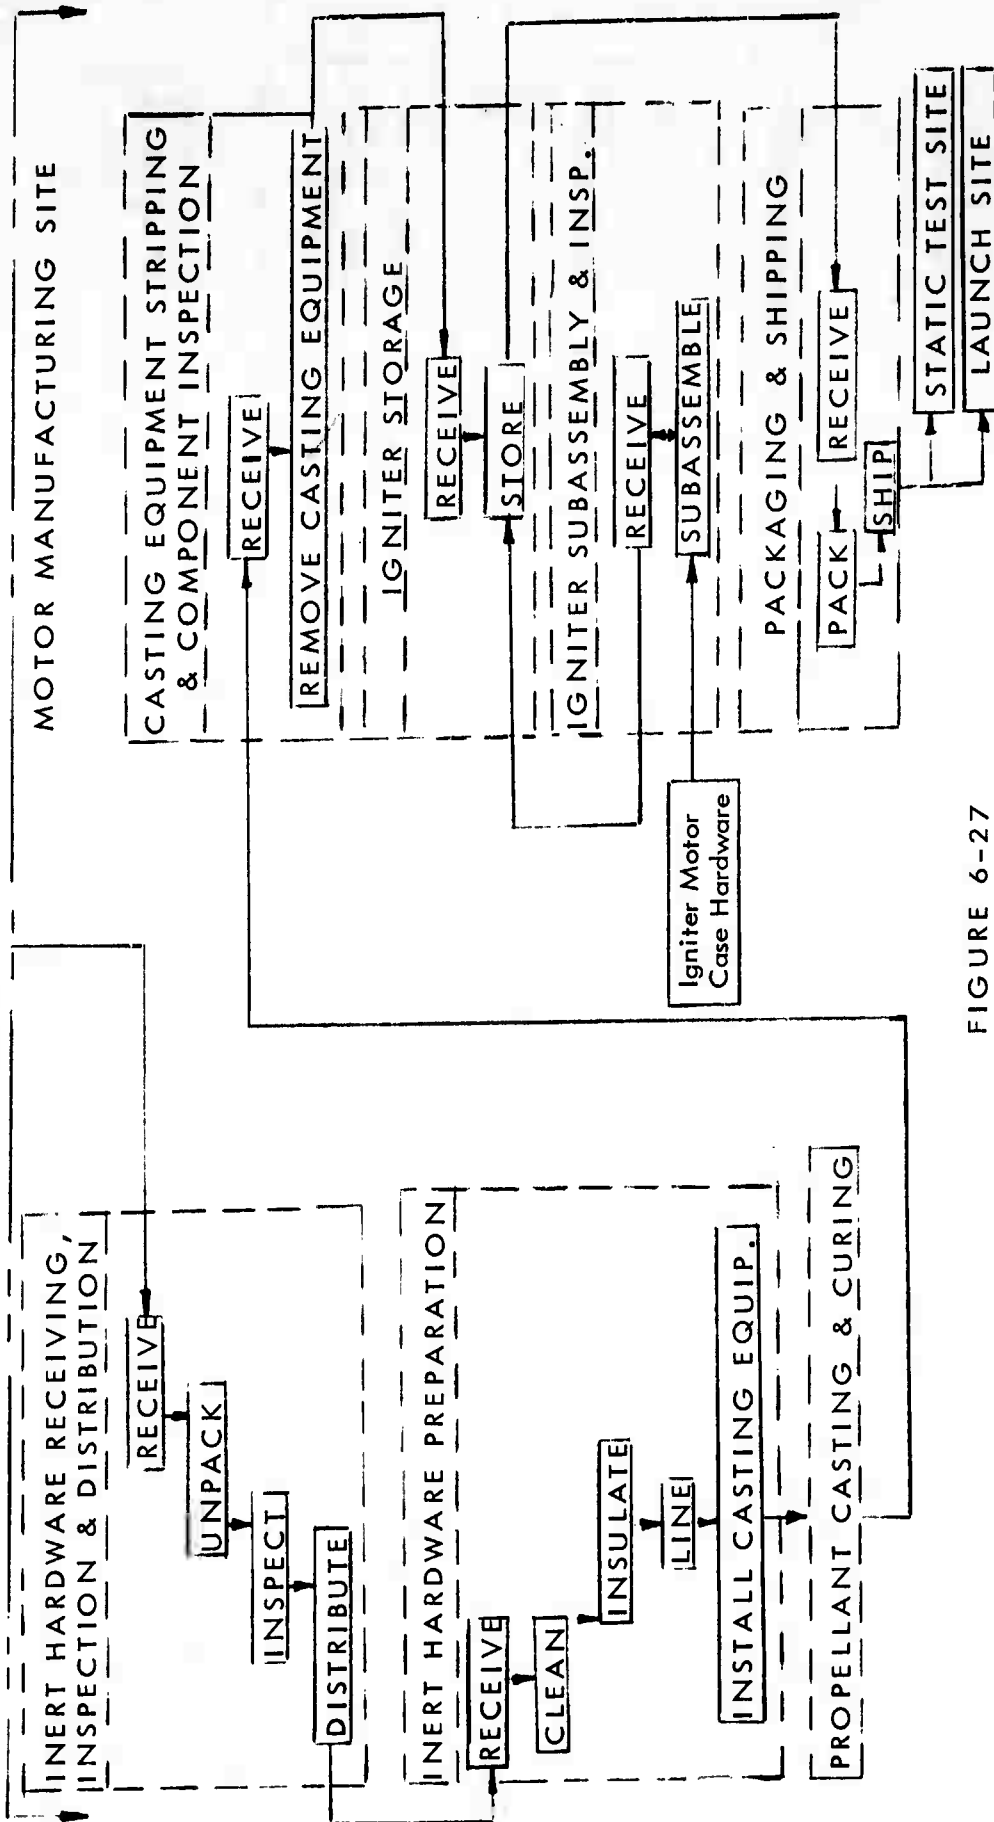 MOTOR MANUFACTURING SITE
INERT HARDWARE RECEIVING,
INSPECTION & DISTRIBUTION
RECEIVE
UNPACK
INSPECT
DISTRIBUTE
INERT HARDWARE PREPARATION
RECEIVE
CLEAN
INSULATE
LINE
INSTALL CASTING EQUIP.
PROPELLANT CASTING & CURING
CASTING EQUIPMENT STRIPPING
& COMPONENT INSPECTION
RECEIVE
REMOVE CASTING EQUIPMENT
IGNITER STORAGE
RECEIVE
STORE
IGNITER SUBASSEMBLY & INSP.
RECEIVE
SUBASSEMBLE
Igniter Motor
Case Hardware
PACKAGING & SHIPPING
PACK
RECEIVE
SHIP
STATIC TEST SITE
LAUNCH SITE
FIGURE 6-27